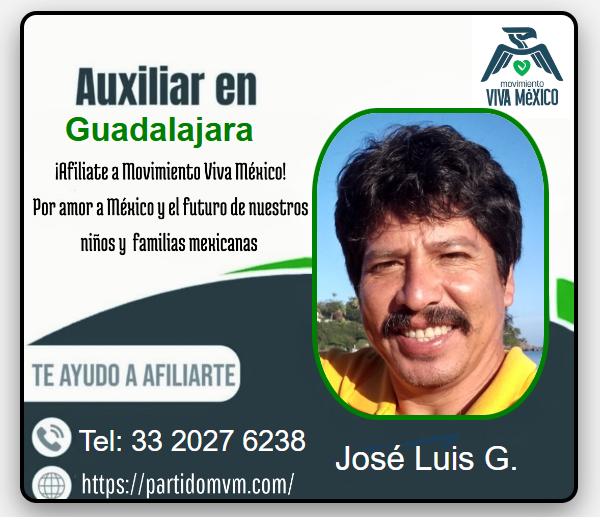 movimiento
VIVA MéXICO
Auxiliar en
Guadalajara
¡Afiliate a Movimiento Viva México!
Por amor a México y el futuro de nuestros
niños y familias mexicanas
TE AYUDO A AFILIARTE
Tel: 33 2027 6238
José Luis G.
https://partidomvm.com/